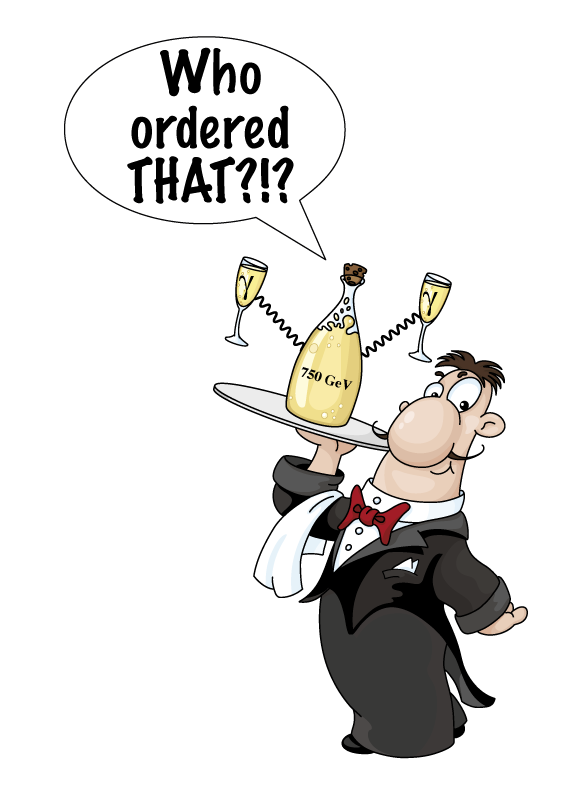 Who
ordered
THAT?!?
γ
γ
750 GeV